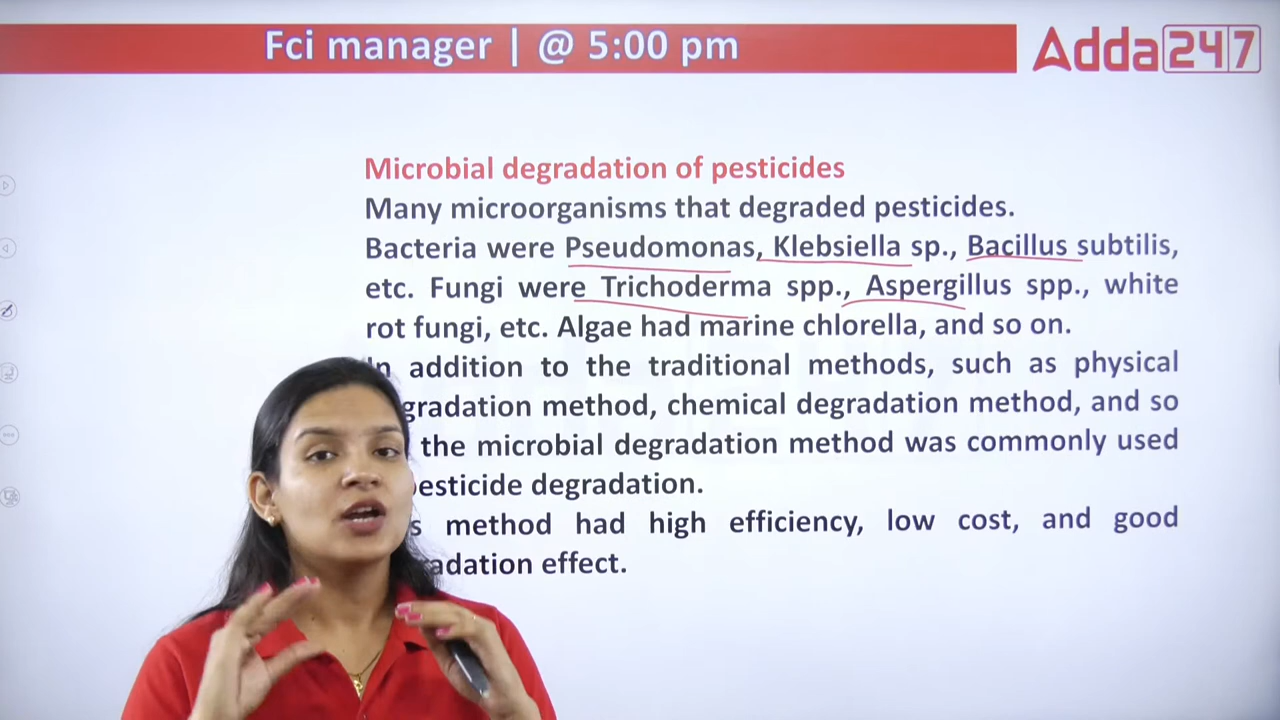 Fci manager | @ 5:00 pm
Adda247
Microbial degradation of pesticides
Many microorganisms that degraded pesticides.
Bacteria were Pseudomonas, Klebsiella sp., Bacillus subtilis,
etc. Fungi were Trichoderma spp., Aspergillus spp., white
rot fungi, etc. Algae had marine chlorella, and so on.
addition to the traditional methods, such as physical
gradation method, chemical degradation method, and so
the microbial degradation method was commonly used
esticide degradation.
s method had high efficiency, low cost, and good
adation effect.